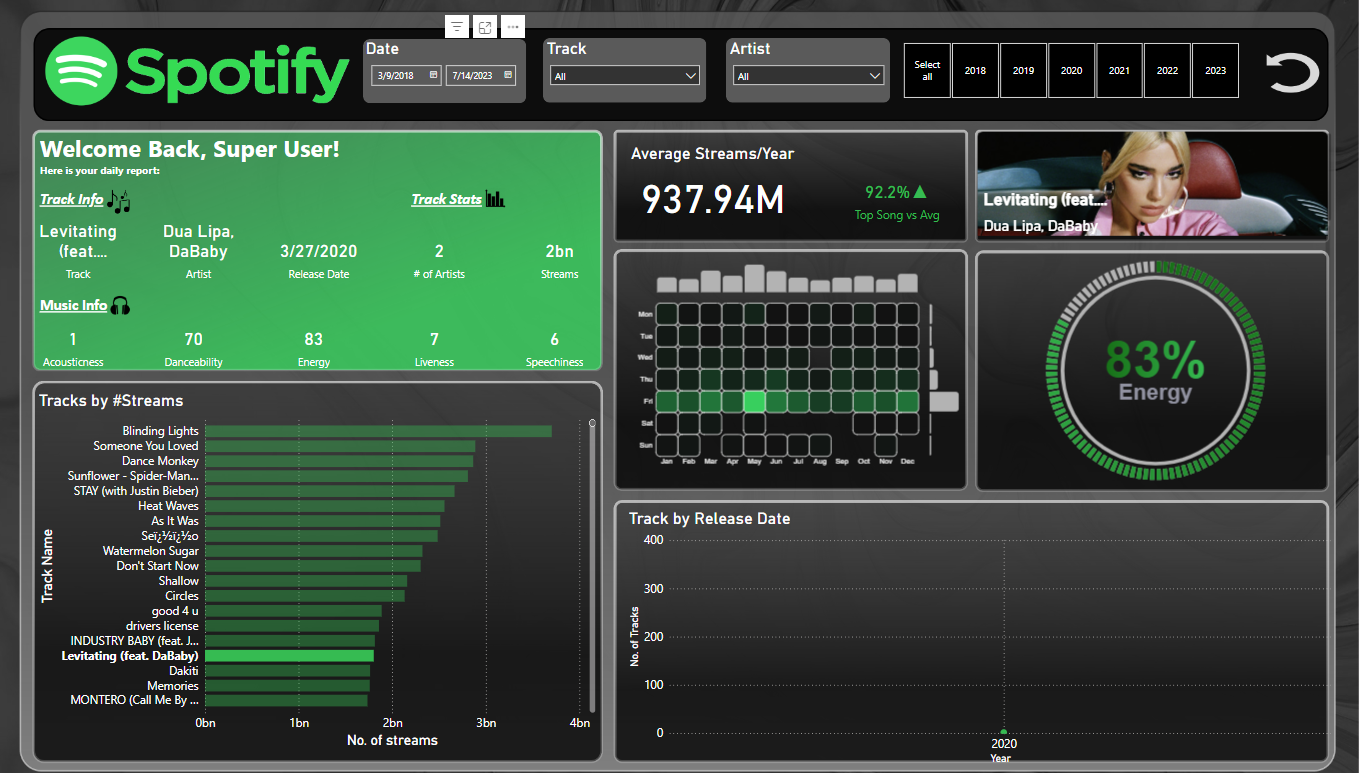 Spotify
Date
3/9/2018
7/14/2023
Track
All
Artist
All
Select
all
2018
2019
2020
2021
2022
2023
Welcome Back, Super User!
Here is your daily report:
Track Info
Track Stats
Levitating
(feat....
Track
Dua Lipa,
DaBaby
Artist
3/27/2020
Release Date
2
# of Artists
2bn
Streams
Music Info
1
Acousticness
70
Danceability
83
Energy
7
Liveness
6
Speechiness
Average Streams/Year
937.94M
92.2%
Top Song vs Avg
Levitating (feat....
Dua Lipa, DaBaby
Mon
Tue
Wed
Thu
Fri
Sat
Sun
Jan
Feb
Mar
Apr
May
Jun
Jul
Aug
Sep
Oct
Nov
Dec
83%
Energy
Tracks by #Streams
Track Name
Blinding Lights
Someone You Loved
Dance Monkey
Sunflower - Spider-Man...
STAY (with Justin Bieber)
Heat Waves
As It Was
Seï¿½ï¿½o
Watermelon Sugar
Don't Start Now
Shallow
Circles
good 4 u
drivers license
INDUSTRY BABY (feat. J...
Levitating (feat. DaBaby)
Dakiti
Memories
MONTERO (Call Me By ...
0bn
1bn
2bn
3bn
4bn
No. of streams
Track by Release Date
No. of Tracks
400
300
200
100
0
2020
Year